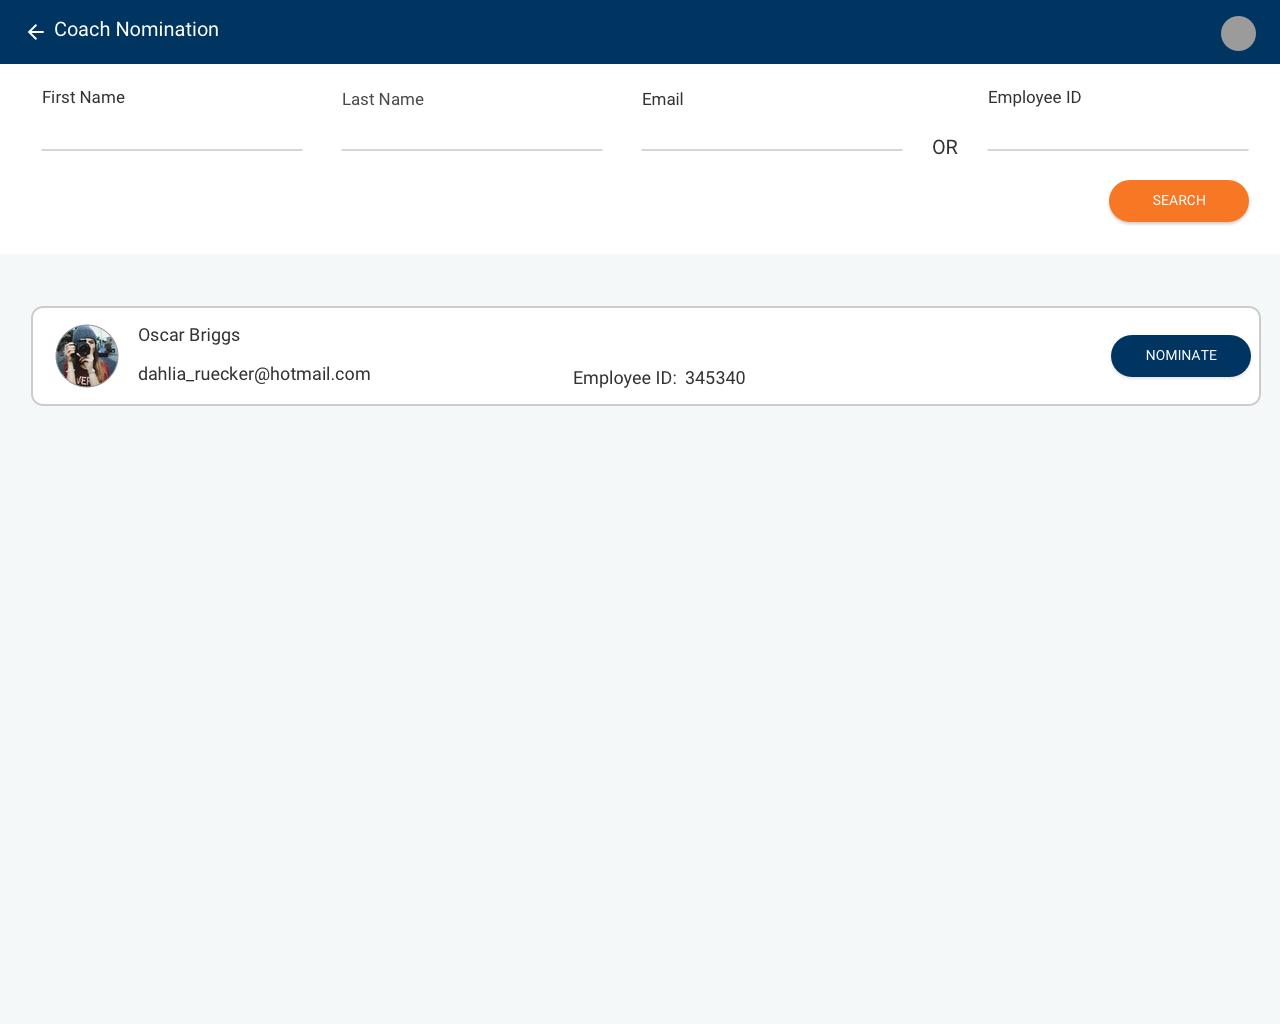 Coach Nomination
First Name
Last Name
Email
OR
Employee ID
SEARCH
Oscar Briggs
dahlia_ruecker@hotmail.com
Employee ID: 345340
NOMINATE